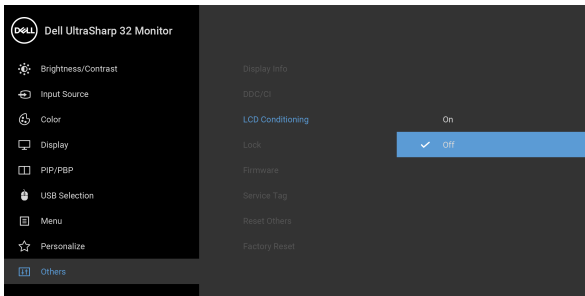 DELL Dell UltraSharp 32 Monitor
Brightness/Contrast
Input Source
Color
Display
PIP/PBP
USB Selection
Menu
Personalize
Others
Display Info
DDC/CI
LCD Conditioning
Lock
Firmware
Service Tag
Reset Others
Factory Reset
On
Off